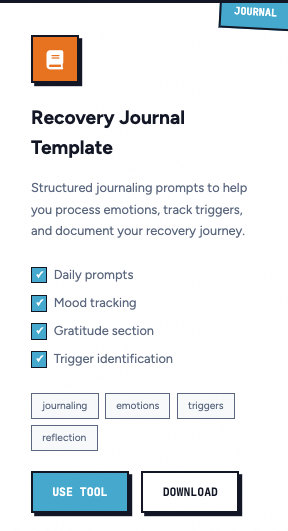 JOURNAL
Recovery Journal
Template
Structured journaling prompts to help
you process emotions, track triggers,
and document your recovery journey.
Daily prompts
Mood tracking
Gratitude section
Trigger identification
journaling emotions triggers
reflection
USE TOOL DOWNLOAD